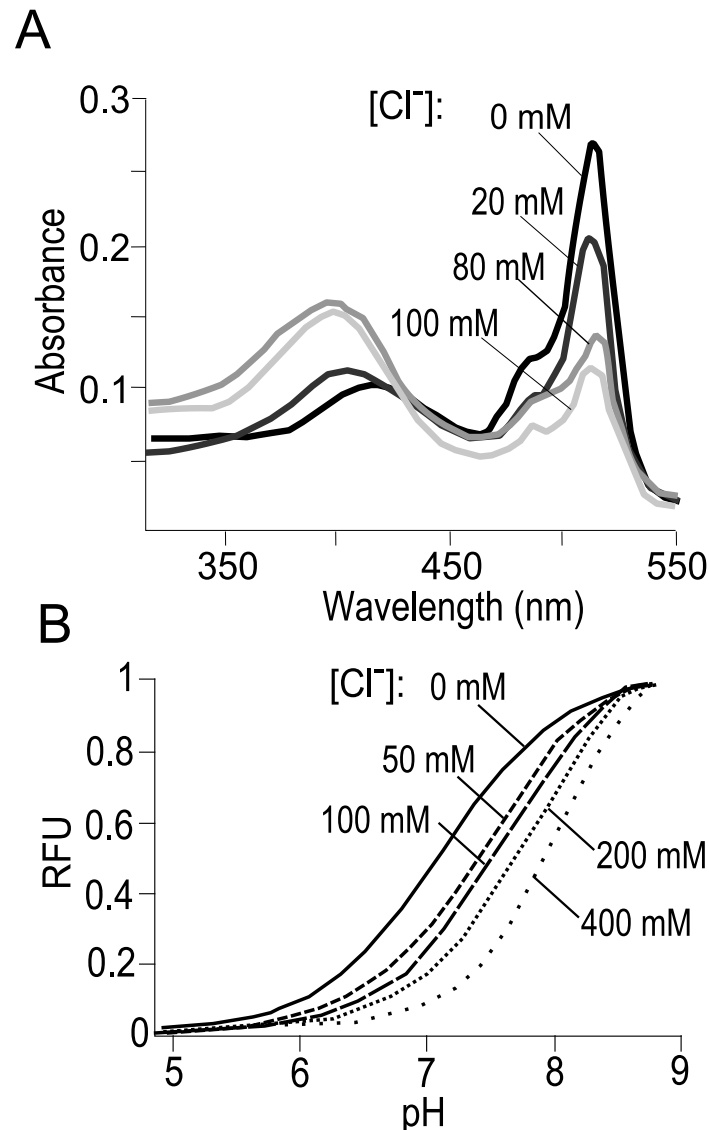 A
[Cl⁻]:
0 mM
20 mM
80 mM
100 mM
0.3
0.2
0.1
Absorbance
350
450
550
Wavelength (nm)
B
[Cl⁻]:
0 mM
50 mM
100 mM
200 mM
400 mM
1
0.8
0.6
0.4
0.2
0
RFU
5
6
7
8
9
pH